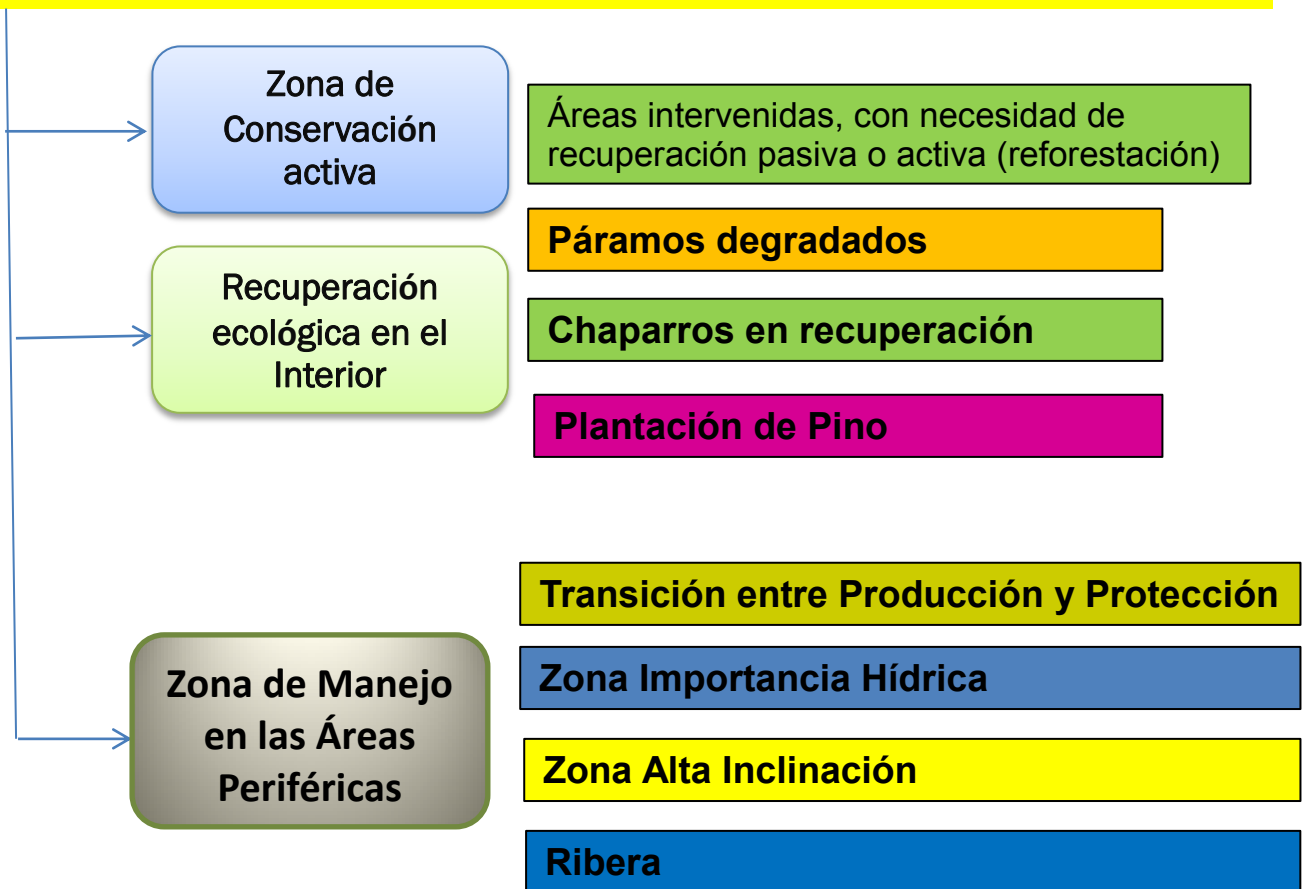 Zona de
Conservación
activa
Áreas intervenidas, con necesidad de
recuperación pasiva o activa (reforestación)
Páramos degradados
Recuperación
ecológica en el
Interior
Chaparros en recuperación
Plantación de Pino
Transición entre Producción y Protección
Zona de Manejo
en las Áreas
Periféricas
Zona Importancia Hídrica
Zona Alta Inclinación
Ribera